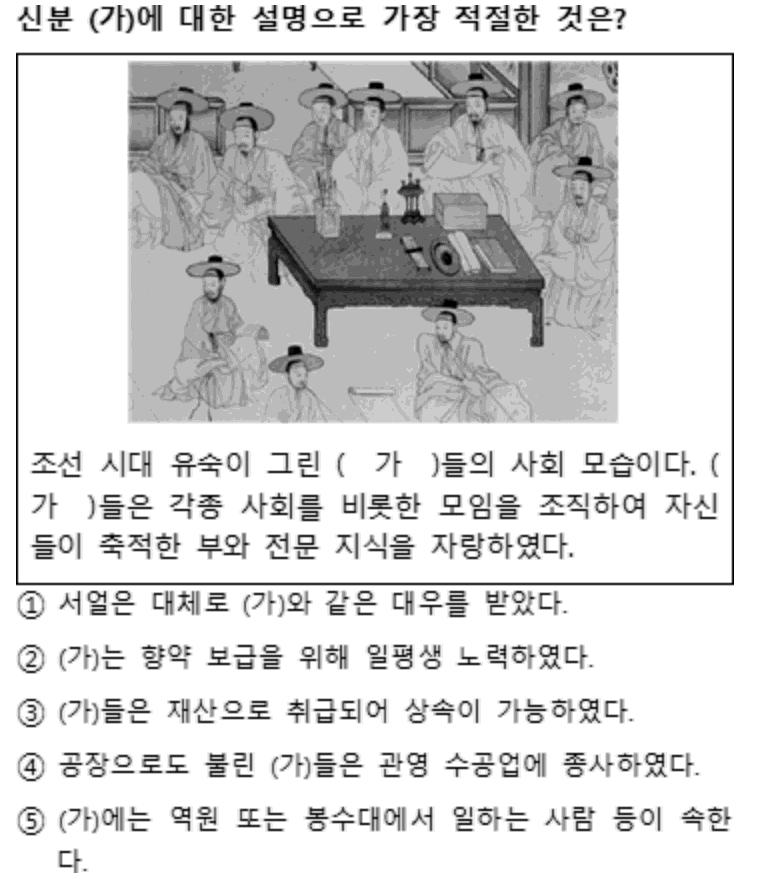 신분 (가)에 대한 설명으로 가장 적절한 것은?
조선 시대 유숙이 그린 ( 가 )들의 사회 모습이다. (
가 )들은 각종 사회를 비롯한 모임을 조직하여 자신
들이 축적한 부와 전문 지식을 자랑하였다.
① 서얼은 대체로 (가)와 같은 대우를 받았다.
② (가)는 향약 보급을 위해 일평생 노력하였다.
③ (가)들은 재산으로 취급되어 상속이 가능하였다.
④ 공장으로도 불린 (가)들은 관영 수공업에 종사하였다.
⑤ (가)에는 역원 또는 봉수대에서 일하는 사람 등이 속한
다.